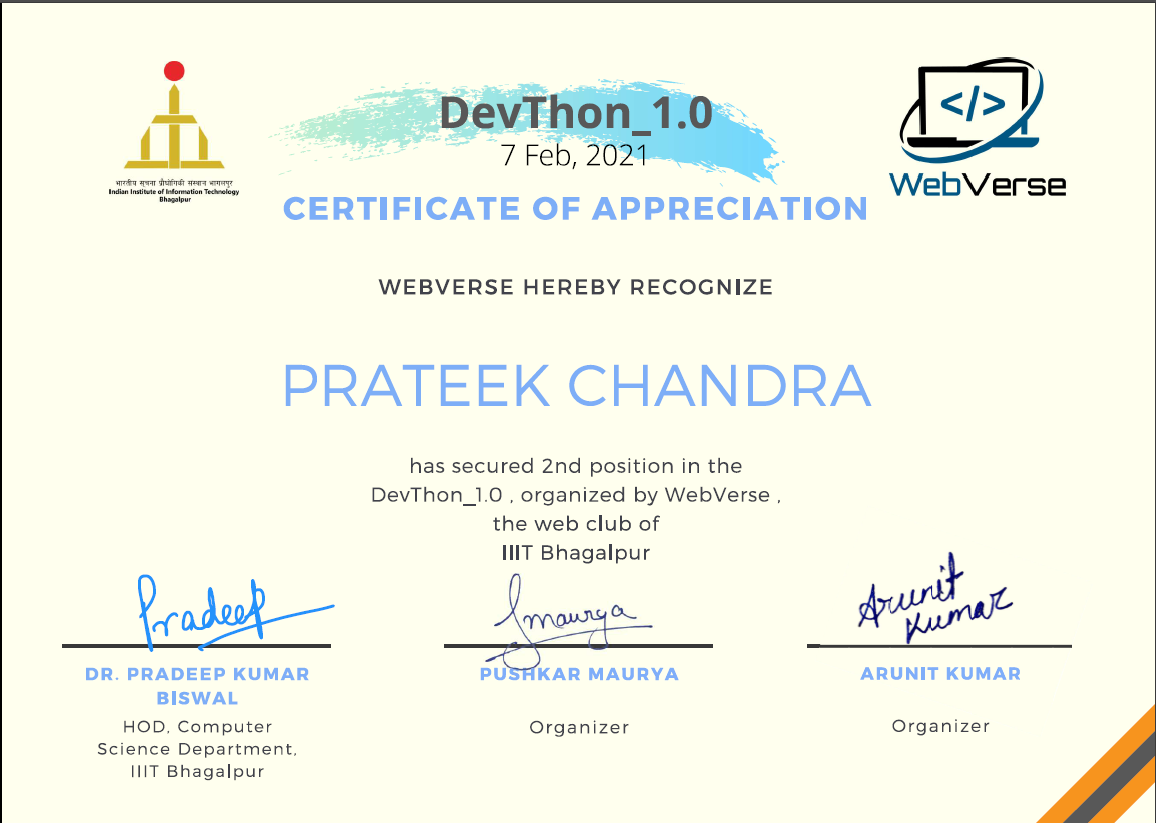 DevThon_1.0
7 Feb, 2021
भारतीय सूचना प्रौद्योगिकी संस्थान भागलपुर
Indian Institute of Information Technology
Bhagalpur
</>
WebVerse
CERTIFICATE OF APPRECIATION
WEBVERSE HEREBY RECOGNIZE
PRATEEK CHANDRA
has secured 2nd position in the
DevThon_1.0 , organized by WebVerse ,
the web club of
IIIT Bhagalpur
Pradeep
Pmaurya
Arunit
Kumar
DR. PRADEEP KUMAR
BISWAL
HOD, Computer
Science Department,
IIIT Bhagalpur
PUSHKAR MAURYA
Organizer
ARUNIT KUMAR
Organizer